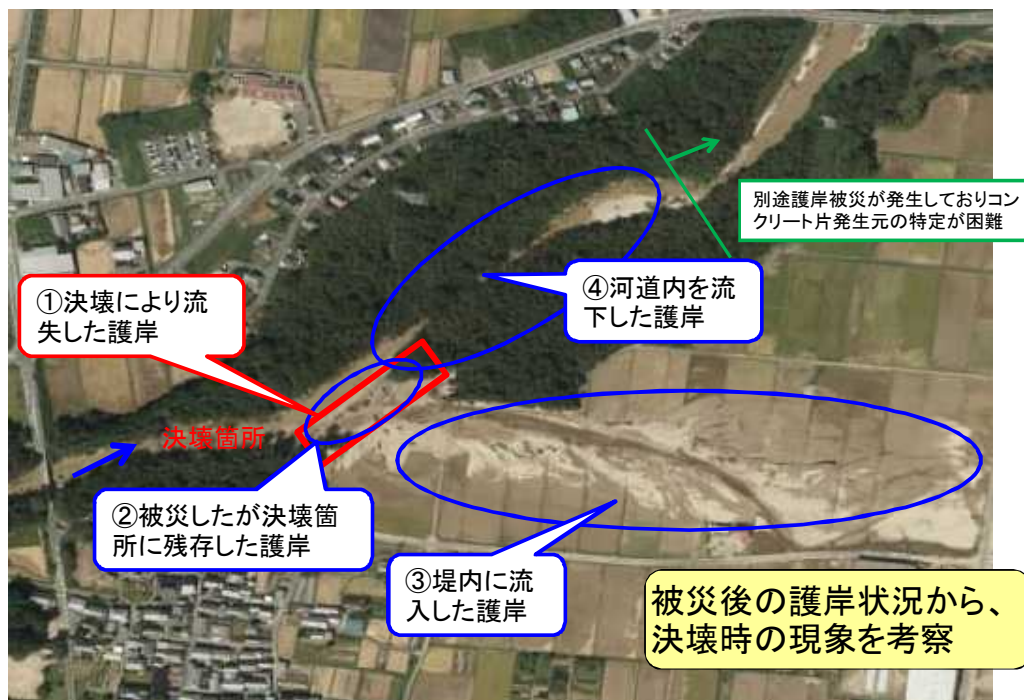 別途護岸被災が発生しておりコン
クリート片発生元の特定が困難
①決壊により流
失した護岸
④河道内を流
下した護岸
決壊箇所
②被災したが決壊箇
所に残存した護岸
③堤内に流
入した護岸
被災後の護岸状況から、
決壊時の現象を考察